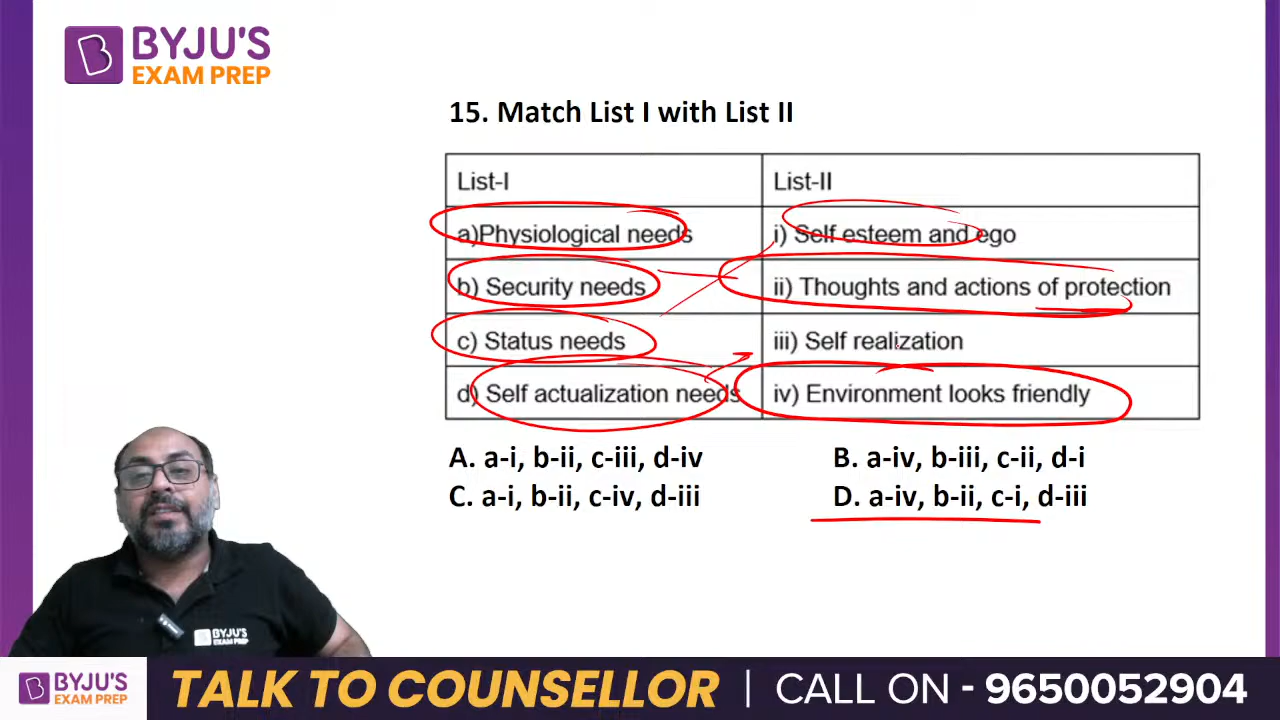 BYJU'S
EXAM PREP
15. Match List I with List II
List-I List-II
a)Physiological needs i) Self esteem and ego
b) Security needs ii) Thoughts and actions of protection
c) Status needs iii) Self realization
d) Self actualization needs iv) Environment looks friendly
A. a-i, b-ii, c-iii, d-iv B. a-iv, b-iii, c-ii, d-i
C. a-i, b-ii, c-iv, d-iii D. a-iv, b-ii, c-i, d-iii
BYJU'S
EXAM PREP
BYJU'S
EXAM PREP
TALK TO COUNSELLOR | CALL ON - 9650052904